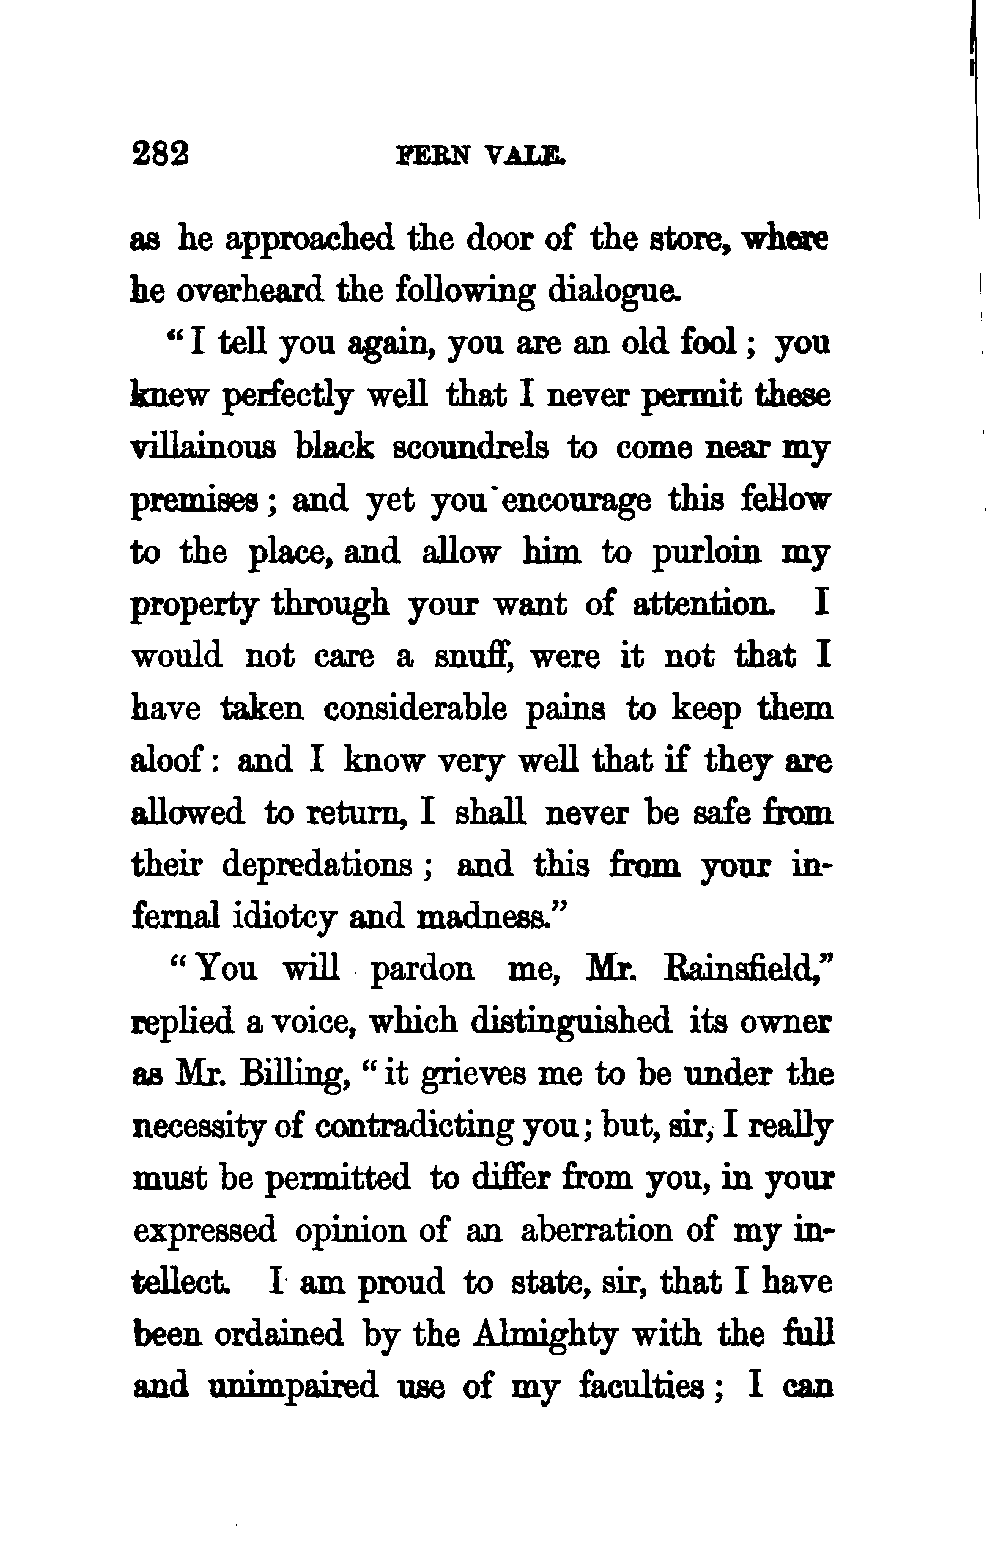 282 FERN VALE.
as he approached the door of the store, where
he overheard the following dialogue.
“I tell you again, you are an old fool; you
knew perfectly well that I never permit these
villainous black scoundrels to come near my
premises; and yet you encourage this fellow
to the place, and allow him to purloin my
property through your want of attention. I
would not care a snuff, were it not that I
have taken considerable pains to keep them
aloof: and I know very well that if they are
allowed to return, I shall never be safe from
their depredations; and this from your in-
fernal idiotcy and madness.”
“You will pardon me, Mr. Rainsfield,”
replied a voice, which distinguished its owner
as Mr. Billing, “it grieves me to be under the
necessity of contradicting you; but, sir, I really
must be permitted to differ from you, in your
expressed opinion of an aberration of my in-
tellect. I am proud to state, sir, that I have
been ordained by the Almighty with the full
and unimpaired use of my faculties; I can